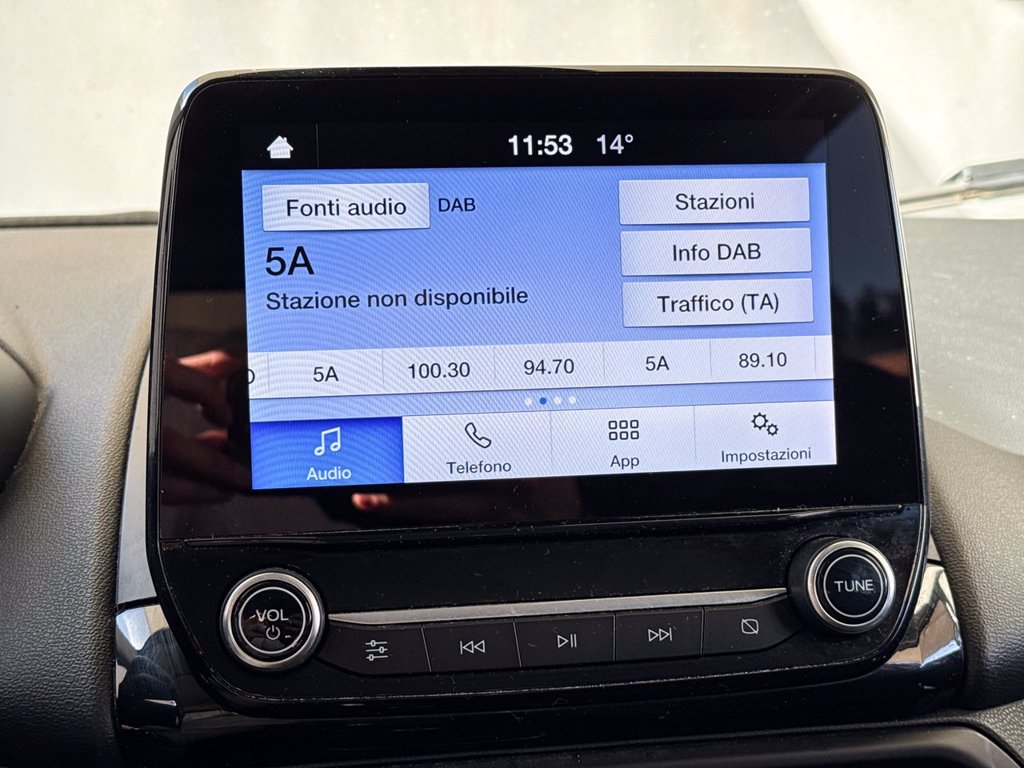 11:53 14°
Fonti audio DAB
Stazioni
5A
Info DAB
Stazione non disponibile
Traffico (TA)
5A 100.30 94.70 5A 89.10
Audio Telefono App Impostazioni
VOL
TUNE